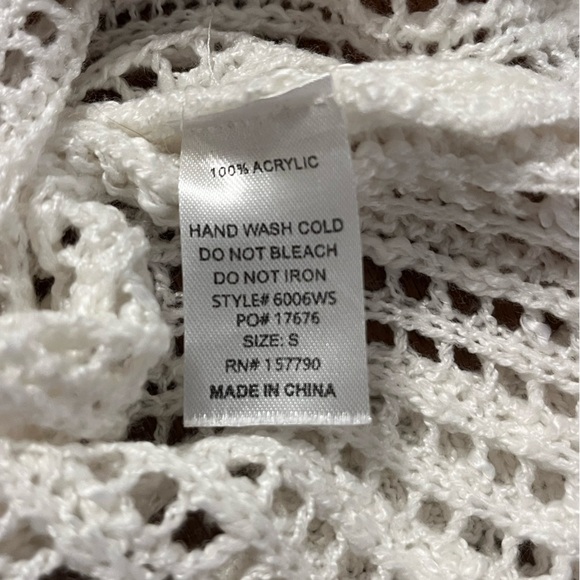 100% ACRYLIC
HAND WASH COLD
DO NOT BLEACH
DO NOT IRON
STYLE# 6006WS
PO# 17676
SIZE: S
RN# 157790
MADE IN CHINA